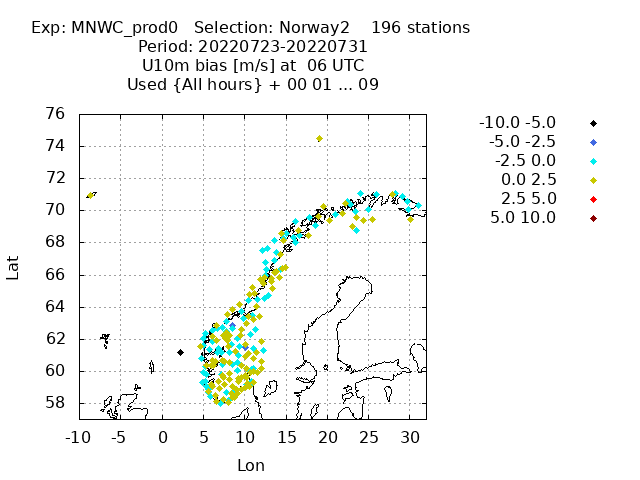 Exp: MNWC_prod0   Selection: Norway2    196 stations
Period: 20220723-20220731
U10m bias [m/s] at  06 UTC
Used {All hours} + 00 01 ... 09
-10.0 -5.0
-5.0 -2.5
-2.5 0.0
0.0 2.5
2.5 5.0
5.0 10.0
76
74
72
70
68
66
64
62
60
58
Lat
-10 -5 0 5 10 15 20 25 30
Lon